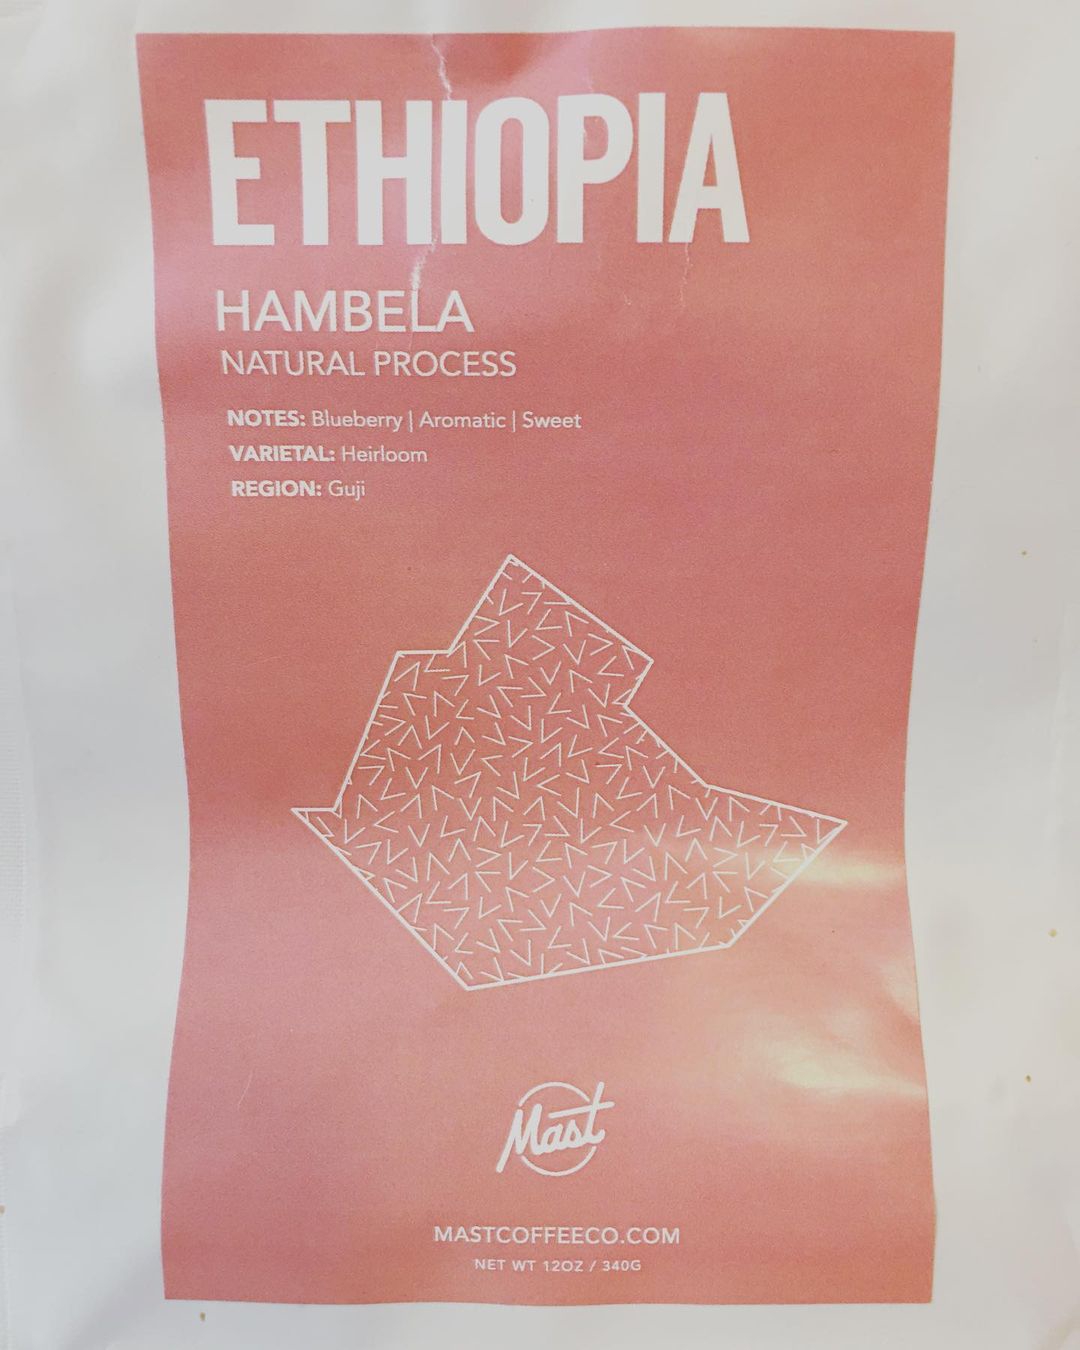 ETHIOPIA
HAMBELA
NATURAL PROCESS
NOTES: Blueberry | Aromatic | Sweet
VARIETAL: Heirloom
REGION: Guji
Mast
MASTCOFFEECO.COM
NET WT 12OZ / 340G